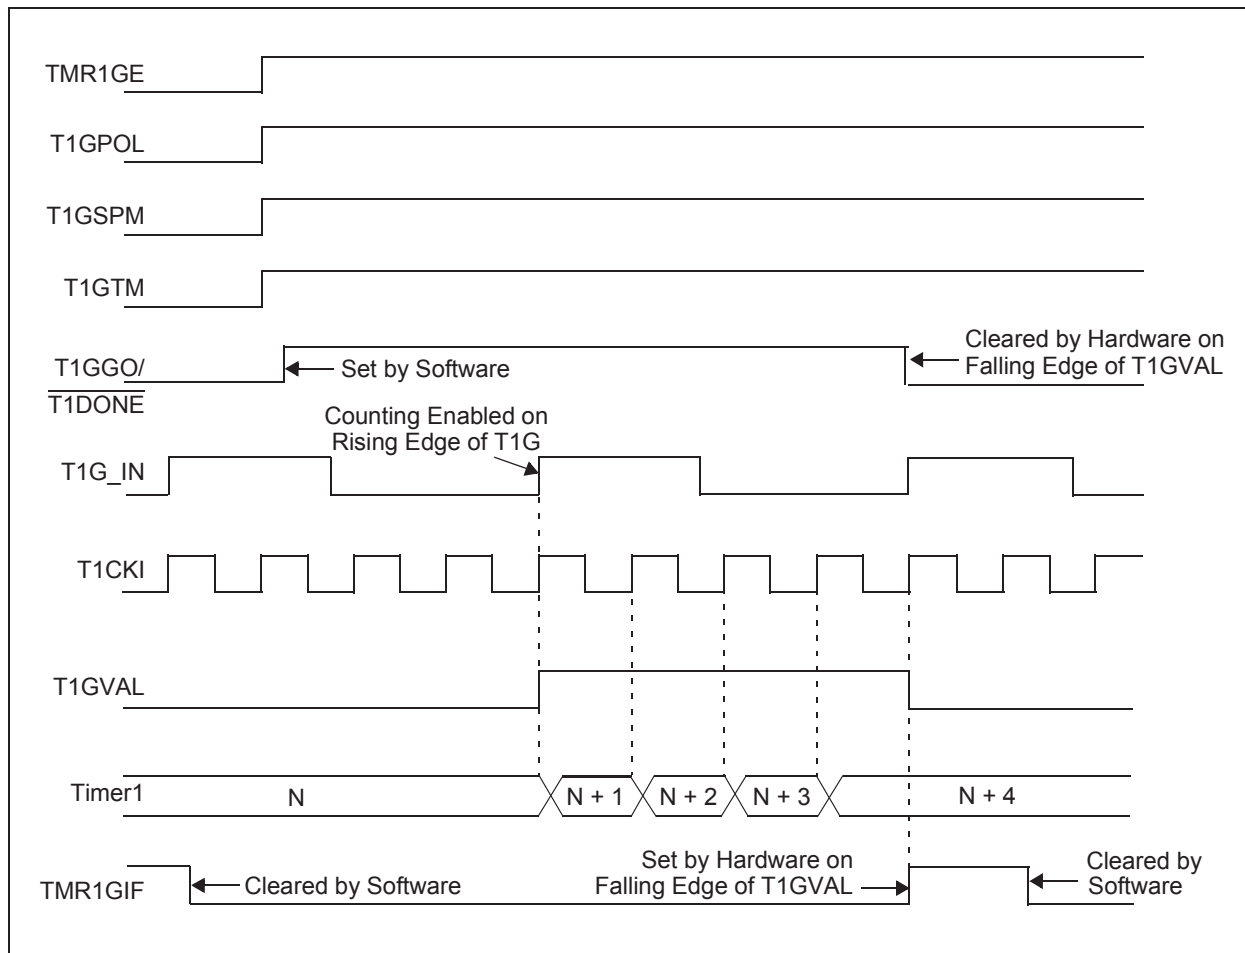 TMR1GE
T1GPOL
T1GSPM
T1GTM
T1GGO/
T1DONE
Set by Software
Cleared by Hardware on
Falling Edge of T1GVAL
Counting Enabled on
Rising Edge of T1G
T1G_IN
T1CKI
T1GVAL
Timer1
N
N + 1
N + 2
N + 3
N + 4
TMR1GIF
Cleared by Software
Set by Hardware on
Falling Edge of T1GVAL
Cleared by
Software